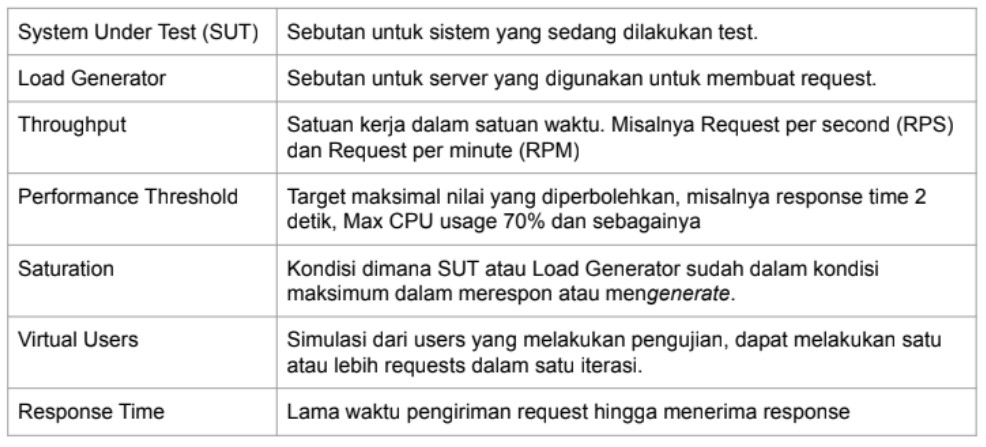 System Under Test (SUT) Sebutan untuk sistem yang sedang dilakukan test.
Load Generator Sebutan untuk server yang digunakan untuk membuat request.
Throughput Satuan kerja dalam satuan waktu. Misalnya Request per second (RPS)
dan Request per minute (RPM)
Performance Threshold Target maksimal nilai yang diperbolehkan, misalnya response time 2
detik, Max CPU usage 70% dan sebagainya
Saturation Kondisi dimana SUT atau Load Generator sudah dalam kondisi
maksimum dalam merespon atau mengenerate.
Virtual Users Simulasi dari users yang melakukan pengujian, dapat melakukan satu
atau lebih requests dalam satu iterasi.
Response Time Lama waktu pengiriman request hingga menerima response